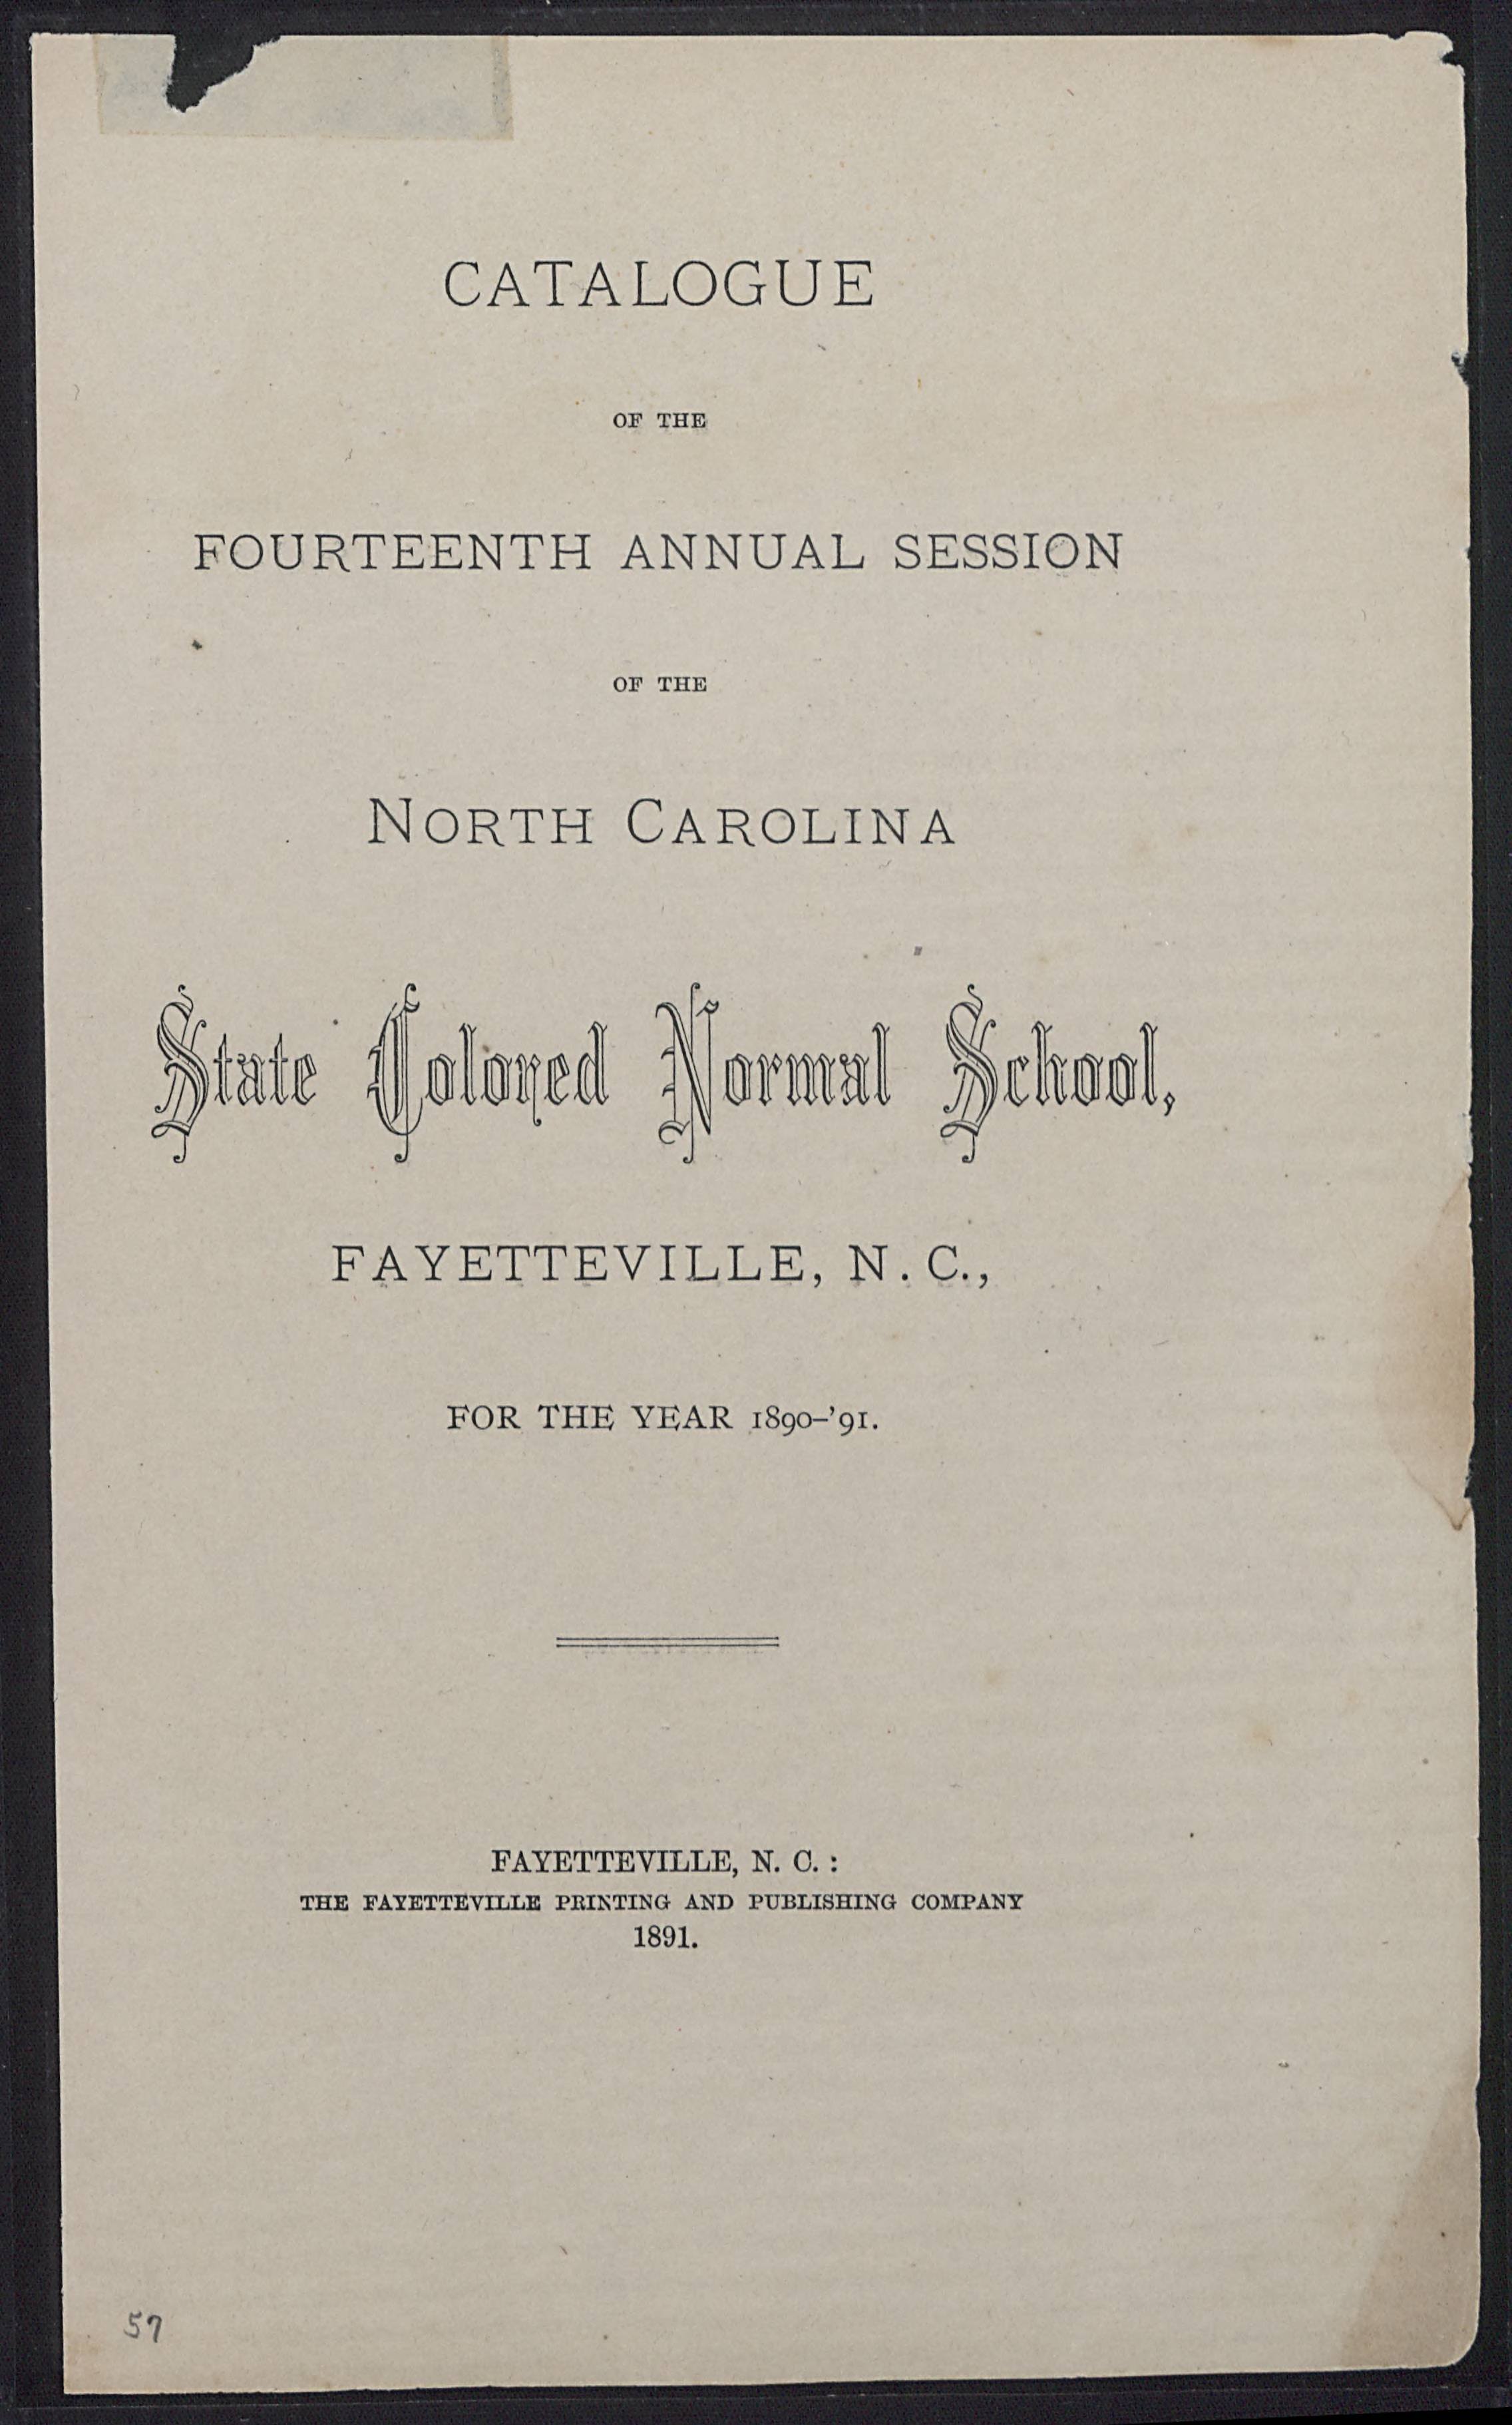 CATALOGUE
OF THE
FOURTEENTH ANNUAL SESSION
OF THE
NORTH CAROLINA
State Colored Normal School,
FAYETTEVILLE, N. C.,
FOR THE YEAR 1890-'91.
FAYETTEVILLE, N. C. :
THE FAYETTEVILLE PRINTING AND PUBLISHING COMPANY
1891.
57